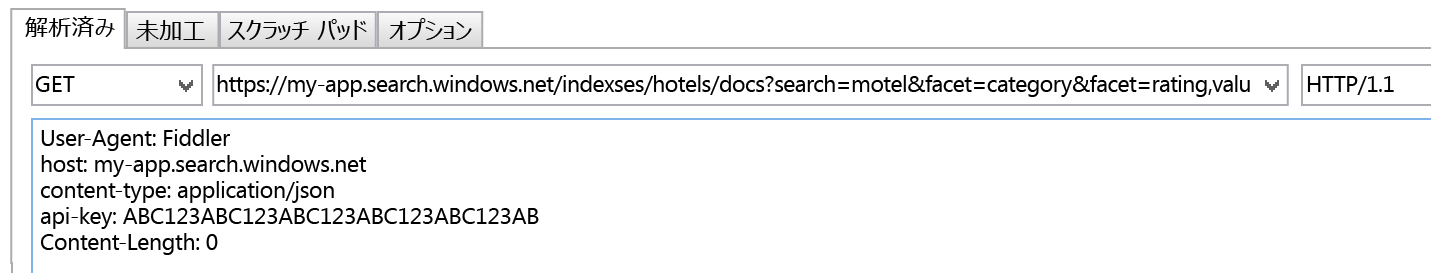 解析済み 未加工 スクラッチ パッド オプション
GET https://my-app.search.windows.net/indexses/hotels/docs?search=motel&facet=category&facet=rating,valu HTTP/1.1
User-Agent: Fiddler
host: my-app.search.windows.net
content-type: application/json
api-key: ABC123ABC123ABC123ABC123ABC123AB
Content-Length: 0